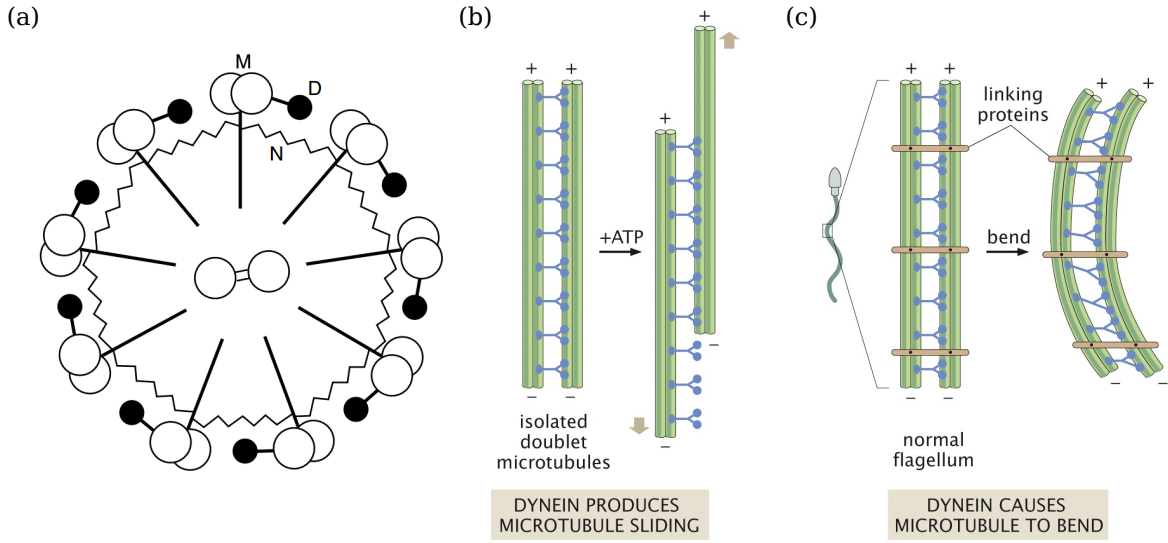 (a)
M
D
N
(b)
+ +
− −
isolated
doublet
microtubules
+ATP
+
+
−
−
DYNEIN PRODUCES
MICROTUBULE SLIDING
(c)
+ +
− −
normal
flagellum
linking
proteins
bend
+ +
− −
DYNEIN CAUSES
MICROTUBULE TO BEND